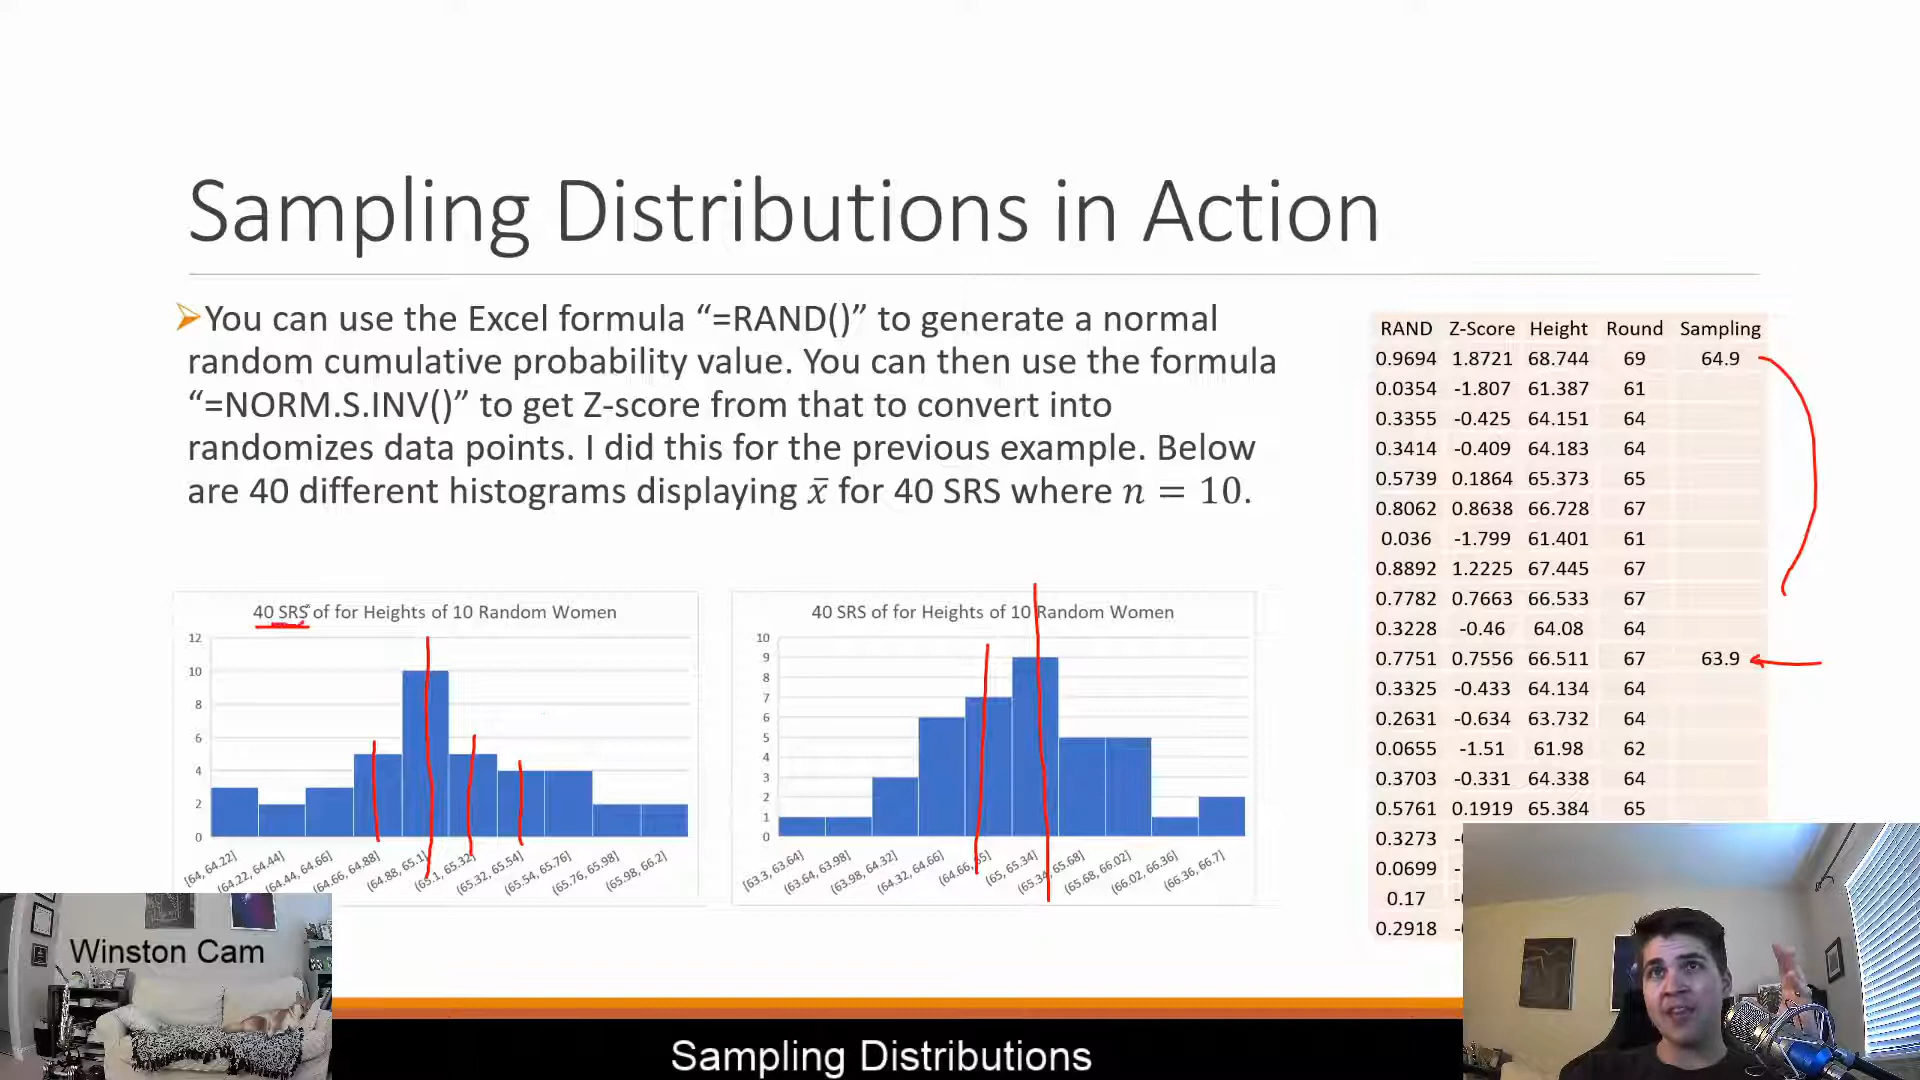 Sampling Distributions in Action
You can use the Excel formula “=RAND()” to generate a normal
random cumulative probability value. You can then use the formula
“=NORM.S.INV()” to get Z-score from that to convert into
randomizes data points. I did this for the previous example. Below
are 40 different histograms displaying x̄ for 40 SRS where n = 10.
40 SRS of for Heights of 10 Random Women
12
10
8
6
4
2
0
[64, 64.22]
(64.22, 64.44]
(64.44, 64.66]
(64.66, 64.88]
(64.88, 65.1]
(65.1, 65.32]
(65.32, 65.54]
(65.54, 65.76]
(65.76, 65.98]
(65.98, 66.2]
40 SRS of for Heights of 10 Random Women
10
9
8
7
6
5
4
3
2
1
0
[63.3, 63.64]
(63.64, 63.98]
(63.98, 64.32]
(64.32, 64.66]
(64.66, 65]
(65, 65.34]
(65.34, 65.68]
(65.68, 66.02]
(66.02, 66.36]
(66.36, 66.7]
RAND Z-Score Height Round Sampling
0.9694 1.8721 68.744 69 64.9
0.0354 -1.807 61.387 61
0.3355 -0.425 64.151 64
0.3414 -0.409 64.183 64
0.5739 0.1864 65.373 65
0.8062 0.8638 66.728 67
0.036 -1.799 61.401 61
0.8892 1.2225 67.445 67
0.7782 0.7663 66.533 67
0.3228 -0.46 64.08 64
0.7751 0.7556 66.511 67 63.9
0.3325 -0.433 64.134 64
0.2631 -0.634 63.732 64
0.0655 -1.51 61.98 62
0.3703 -0.331 64.338 64
0.5761 0.1919 65.384 65
0.3273
0.0699
0.17
0.2918
Winston Cam
Sampling Distributions